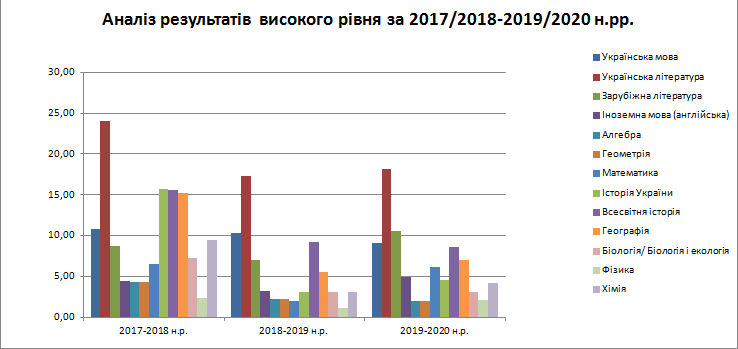 Аналіз результатів високого рівня за 2017/2018-2019/2020 н.рр.
30,00
25,00
20,00
15,00
10,00
5,00
0,00
2017-2018 н.р.
2018-2019 н.р.
2019-2020 н.р.
Українська мова
Українська література
Зарубіжна література
Іноземна мова (англійська)
Алгебра
Геометрія
Математика
Історія України
Всесвітня історія
Географія
Біологія/ Біологія і екологія
Фізика
Хімія